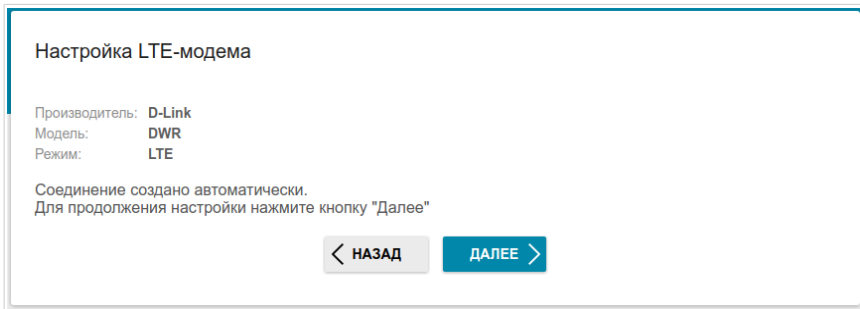 Настройка LTE-модема
Производитель: D-Link
Модель: DWR
Режим: LTE
Соединение создано автоматически.
Для продолжения настройки нажмите кнопку "Далее"
НАЗАД ДАЛЕЕ